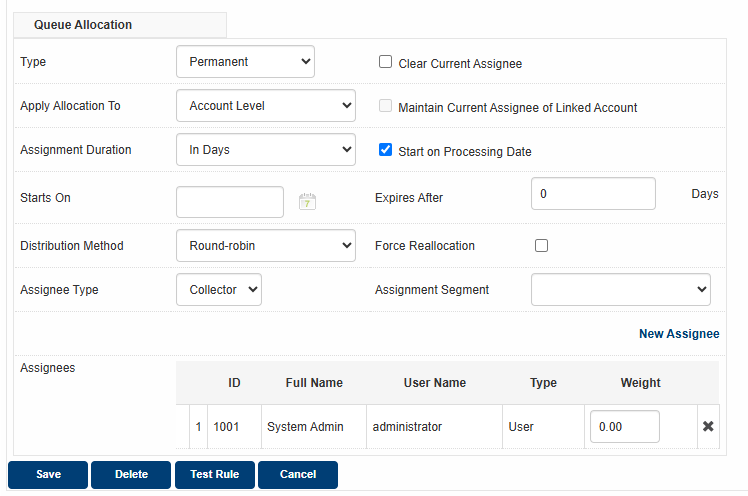 Queue Allocation
Type Permanent Clear Current Assignee
Apply Allocation To Account Level Maintain Current Assignee of Linked Account
Assignment Duration In Days Start on Processing Date
Starts On 7 Expires After 0 Days
Distribution Method Round-robin Force Reallocation
Assignee Type Collector Assignment Segment
New Assignee
Assignees
ID Full Name User Name Type Weight
1 1001 System Admin administrator User 0.00
Save Delete Test Rule Cancel